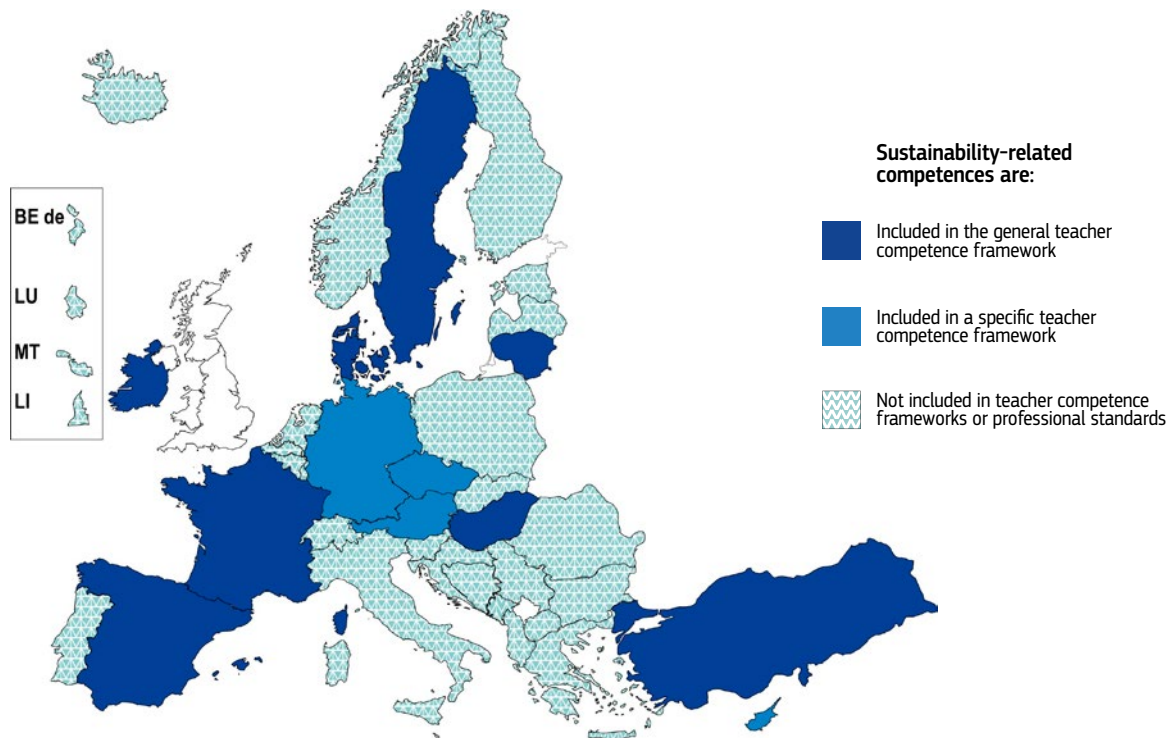 BE de
LU
MT
LI
Sustainability-related
competences are:
Included in the general teacher
competence framework
Included in a specific teacher
competence framework
Not included in teacher competence
frameworks or professional standards